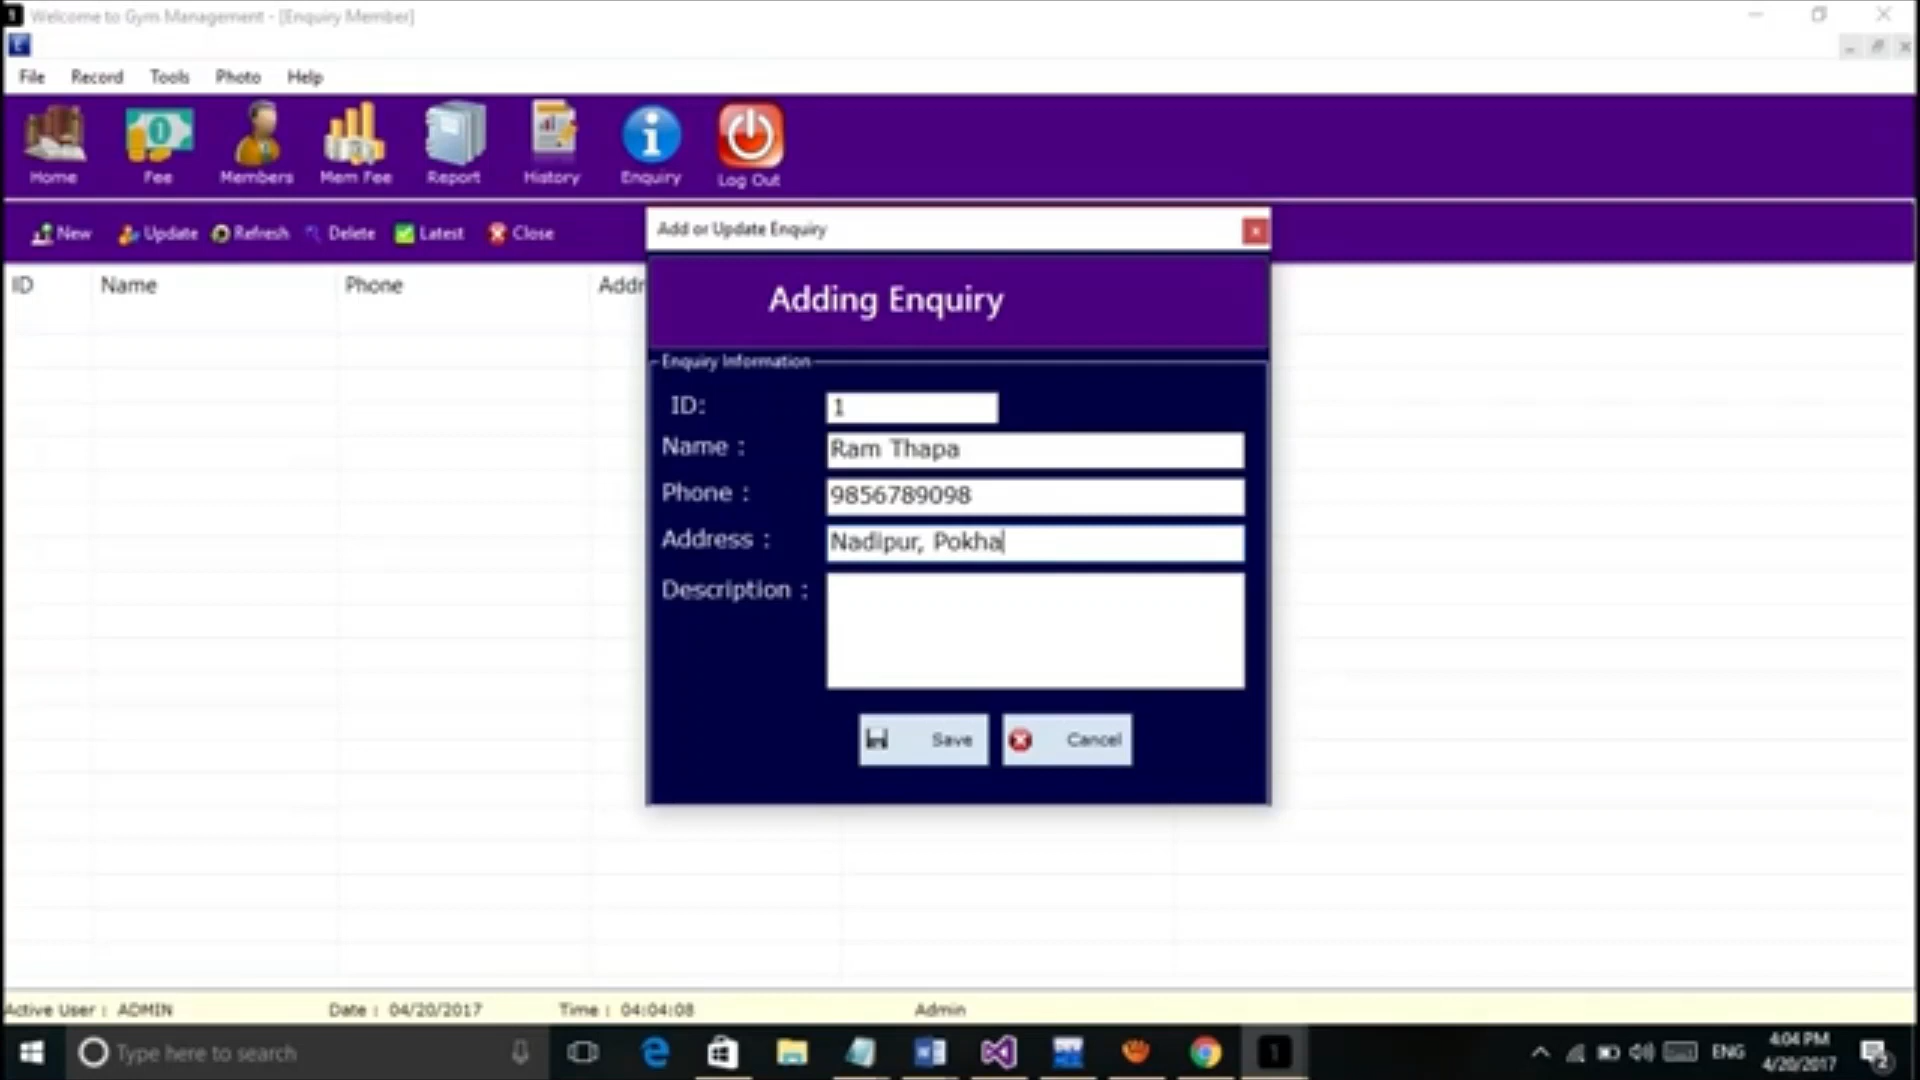 Welcome to Gym Management - [Enquiry Member]
File Record Tools Photo Help
Home Fee Members Mem Fee Report History Enquiry Log Out
New Update Refresh Delete Latest Close
Add or Update Enquiry
ID Name Phone Addr
Adding Enquiry
Enquiry Information
ID: 1
Name : Ram Thapa
Phone : 9856789098
Address : Nadipur, Pokha
Description :
Save Cancel
Active User : ADMIN Date : 04/20/2017 Time : 04:04:08 Admin
Type here to search
ENG
4:04 PM
4/20/2017
2